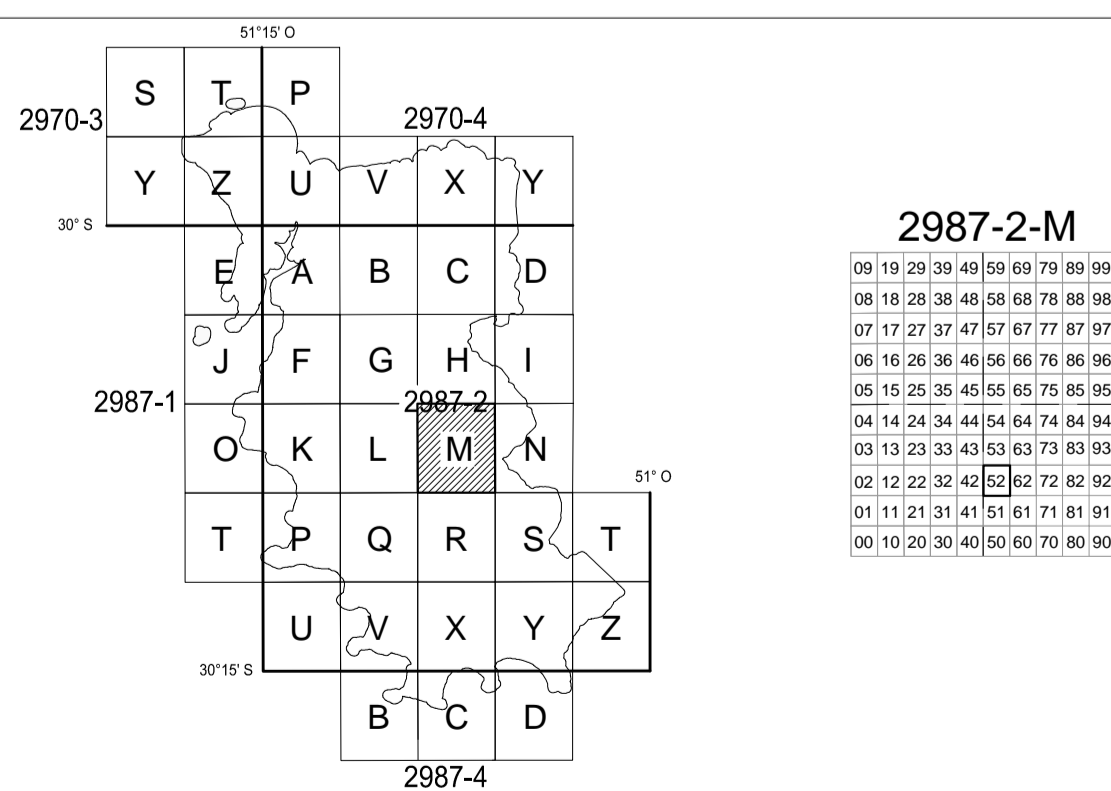 51°15' O
S T P
2970-3 2970-4
Y Z U V X Y
30° S
E A B C D
J F G H I
2987-1 2987-2
O K L M N
51° O
T P Q R S T
U V X Y Z
30°15' S
B C D
2987-4
2987-2-M
09 19 29 39 49 59 69 79 89 99
08 18 28 38 48 58 68 78 88 98
07 17 27 37 47 57 67 77 87 97
06 16 26 36 46 56 66 76 86 96
05 15 25 35 45 55 65 75 85 95
04 14 24 34 44 54 64 74 84 94
03 13 23 33 43 53 63 73 83 93
02 12 22 32 42 52 62 72 82 92
01 11 21 31 41 51 61 71 81 91
00 10 20 30 40 50 60 70 80 90